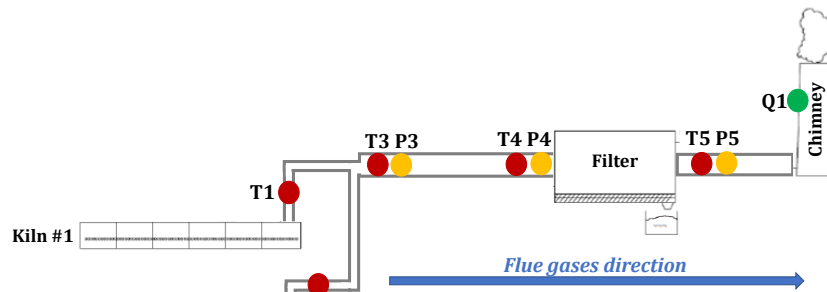 Chimney
Q1
T3 P3
T4 P4
T5 P5
Filter
T1
Kiln #1
Flue gases direction